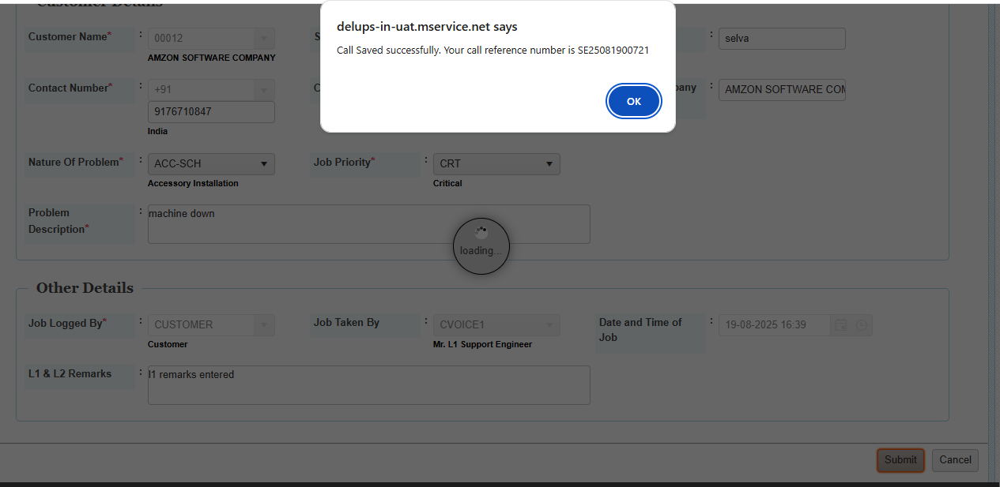 Customer Details
delups-in-uat.mservice.net says
Call Saved successfully. Your call reference number is SE25081900721
OK
Customer Name* : 00012
AMZON SOFTWARE COMPANY
: selva
Contact Number* : +91
9176710847
India
: AMZON SOFTWARE COM
Nature Of Problem* : ACC-SCH
Accessory Installation
Job Priority* : CRT
Critical
Problem
Description* : machine down
loading...
Other Details
Job Logged By* : CUSTOMER
Customer
Job Taken By : CVOICE1
Mr. L1 Support Engineer
Date and Time of
Job : 19-08-2025 16:39
L1 & L2 Remarks : l1 remarks entered
Submit Cancel